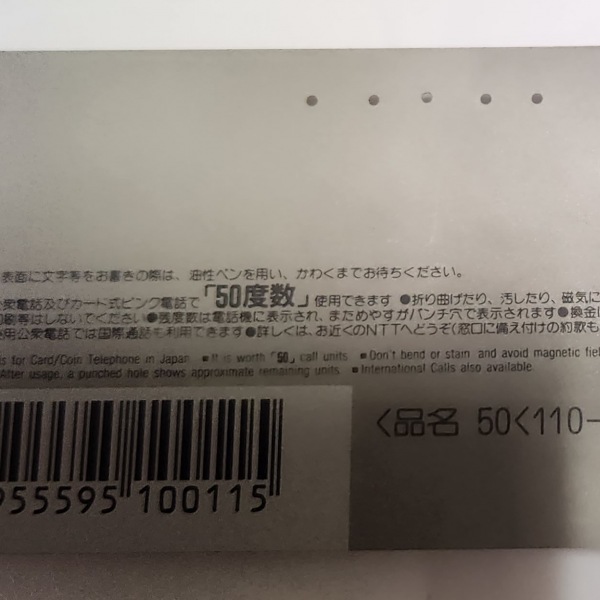 表面に文字等をお書きの際は、油性ペンを用い、かわくまでお待ちください。
公衆電話及びカード式ピンク電話で「50度数」使用できます ●折り曲げたり、汚したり、磁気に
印刷等はしないでください ●残度数は電話機に表示され、まためやすがパンチ穴で表示されます ●換金に
用公衆電話では国際通話も利用できます ●詳しくは、お近くのNTTへどうぞ(窓口に備え付けの約款も
is for Card/Coin Telephone in Japan ■ It is worth "50" call units ■ Don't bend or stain and avoid magnetic fiel
After usage, a punched hole shows approximate remaining units. ■ International Calls also available.
955595 100115
<品名 50<110-